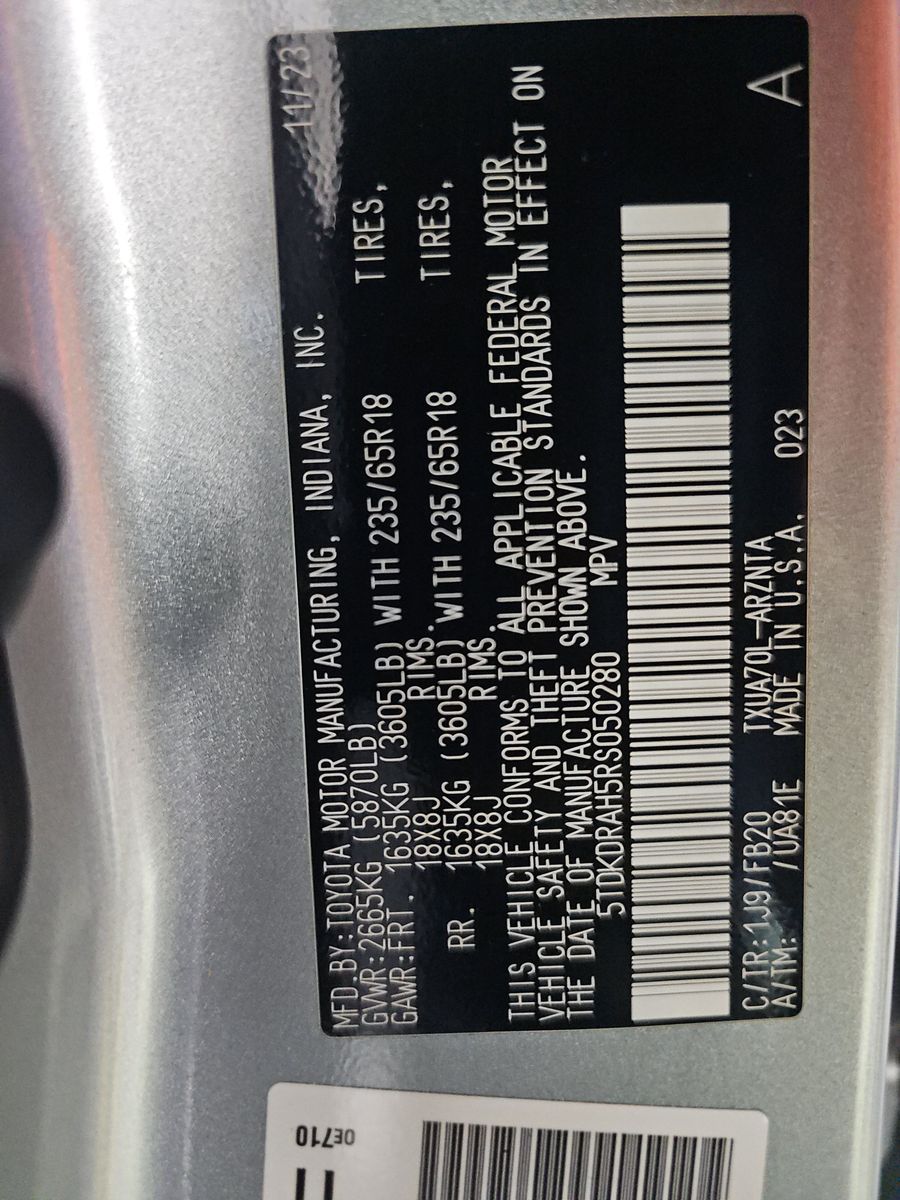 MFD.BY:TOYOTA MOTOR MANUFACTURING, INDIANA, INC. 11/23
GVWR:2665KG (5870LB)
GAWR:FRT. 1635KG (3605LB) WITH 235/65R18 TIRES,
18X8J RIMS.
RR. 1635KG (3605LB) WITH 235/65R18 TIRES,
18X8J RIMS.
THIS VEHICLE CONFORMS TO ALL APPLICABLE FEDERAL MOTOR
VEHICLE SAFETY AND THEFT PREVENTION STANDARDS IN EFFECT ON
THE DATE OF MANUFACTURE SHOWN ABOVE.
5TDKDRAH5RS050280 MPV
C/TR:1J9/FB20 TXUA70L-ARZNTA
A/TM: /UA81E MADE IN U.S.A. 023 A
0E710